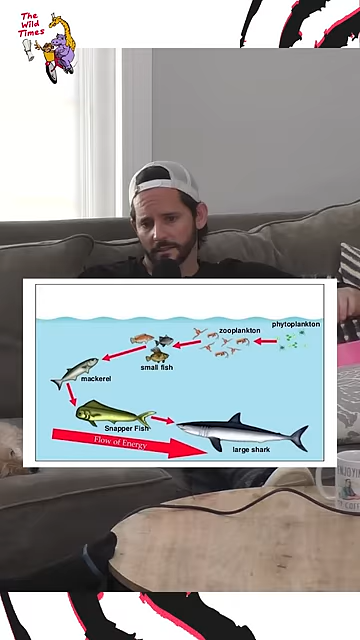 The
Wild
Times
phytoplankton
zooplankton
small fish
mackerel
Snapper Fish
Flow of Energy
large shark